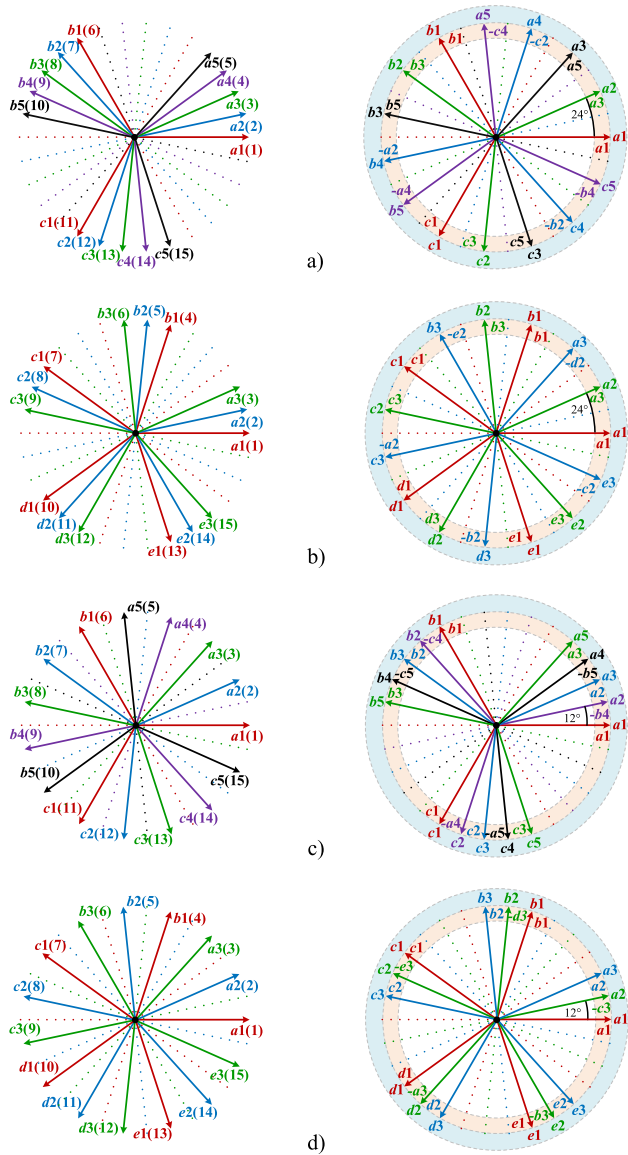 b1(6)
b2(7)
b3(8)
b4(9)
b5(10)
a5(5)
a4(4)
a3(3)
a2(2)
a1(1)
c1(11)
c2(12)
c3(13)
c4(14)
c5(15)
a5
-c4
a4
-c2
b1
b1
a3
a5
b2 b3
a2
a3
24°
b3 b5
a1
a1
-a2
b4
-a4
b5
-b4 c5
c1
c1
c3
c2
c5
c3
-b2
c4
a)
b3(6)
b2(5)
b1(4)
c1(7)
c2(8)
c3(9)
a3(3)
a2(2)
a1(1)
d1(10)
d2(11)
d3(12)
e3(15)
e2(14)
e1(13)
b2
b3
b3 -e2
b1
b1
a3
-d2
c1 c1
a2
a3
24°
c2 c3
a1
a1
-a2
c3
-c2 e3
d1
d1
d3
d2
-b2
d3
e1
e1
e3
e2
b)
b1(6)
a5(5)
a4(4)
b2(7)
a3(3)
b3(8)
a2(2)
b4(9)
a1(1)
b5(10)
c5(15)
c1(11)
c4(14)
c2(12)
c3(13)
b1
b1
b2 -c4
a5
a3
b3 b2
a4
-b5
b4 -c5
a3
a2
b5 b3
a2
-b4
12°
a1
a1
c1
c1
-a4
c2
c2
c3
-a5
c4
c3
c5
c)
b3(6)
b2(5)
b1(4)
c1(7)
a3(3)
c2(8)
a2(2)
c3(9)
a1(1)
d1(10)
e3(15)
d2(11)
e2(14)
d3(12)
e1(13)
b3
b2
b2
-d3
b1
b1
c1 c1
c2 -e3
a3
a2
c3 c2
a2
-c3
12°
a1
a1
d1
d1
-a3
d2
d2
d3
e1
e1
-b3
e2
e2
e3
d)